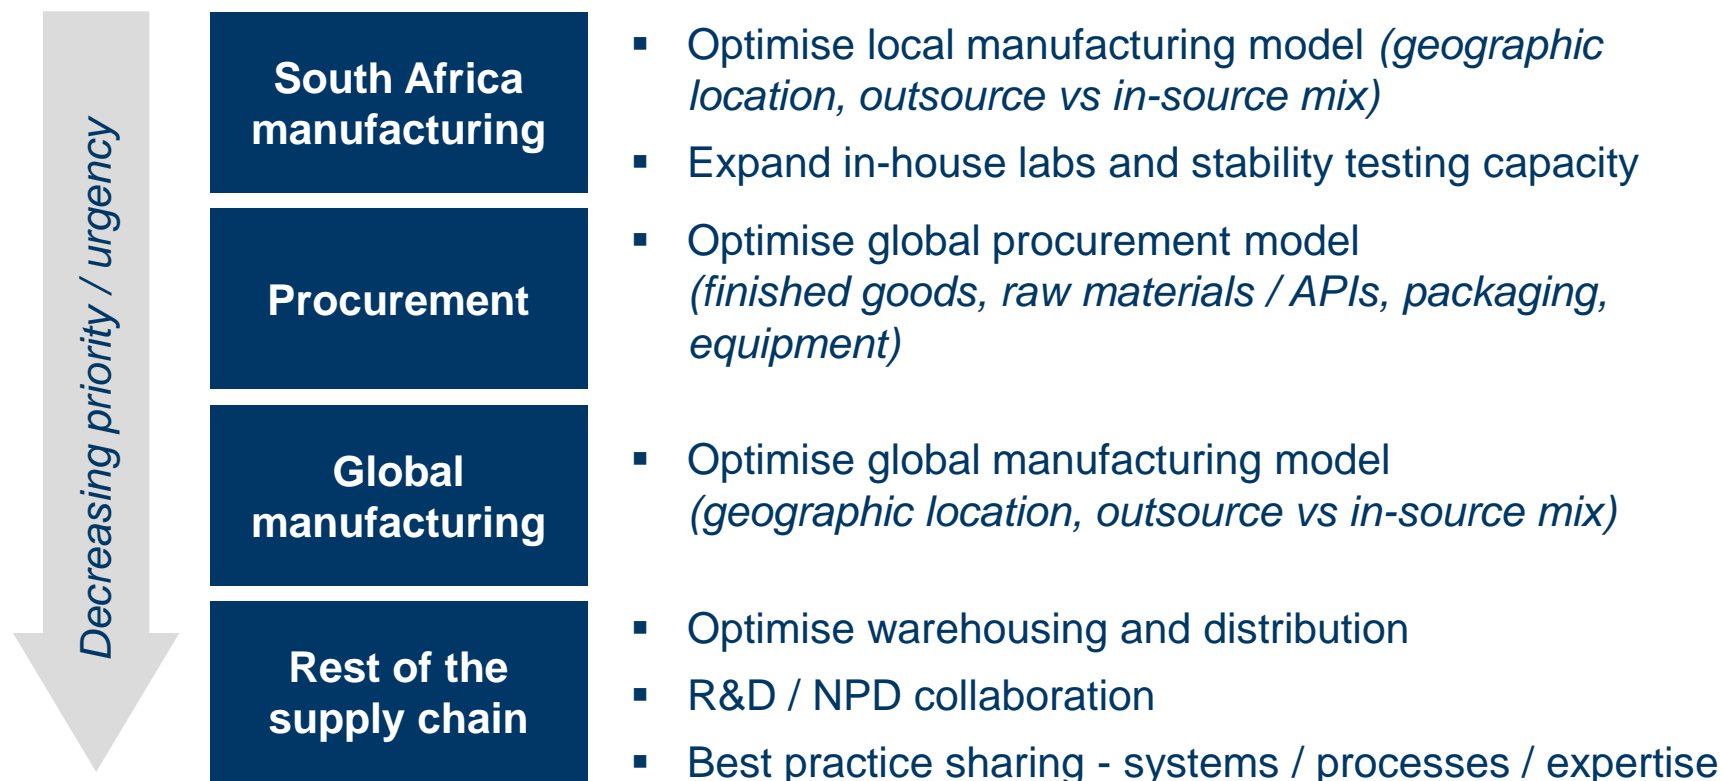 Decreasing priority / urgency
South Africa
manufacturing
▪ Optimise local manufacturing model (geographic
location, outsource vs in-source mix)
▪ Expand in-house labs and stability testing capacity
Procurement
▪ Optimise global procurement model
(finished goods, raw materials / APIs, packaging,
equipment)
Global
manufacturing
▪ Optimise global manufacturing model
(geographic location, outsource vs in-source mix)
Rest of the
supply chain
▪ Optimise warehousing and distribution
▪ R&D / NPD collaboration
▪ Best practice sharing - systems / processes / expertise